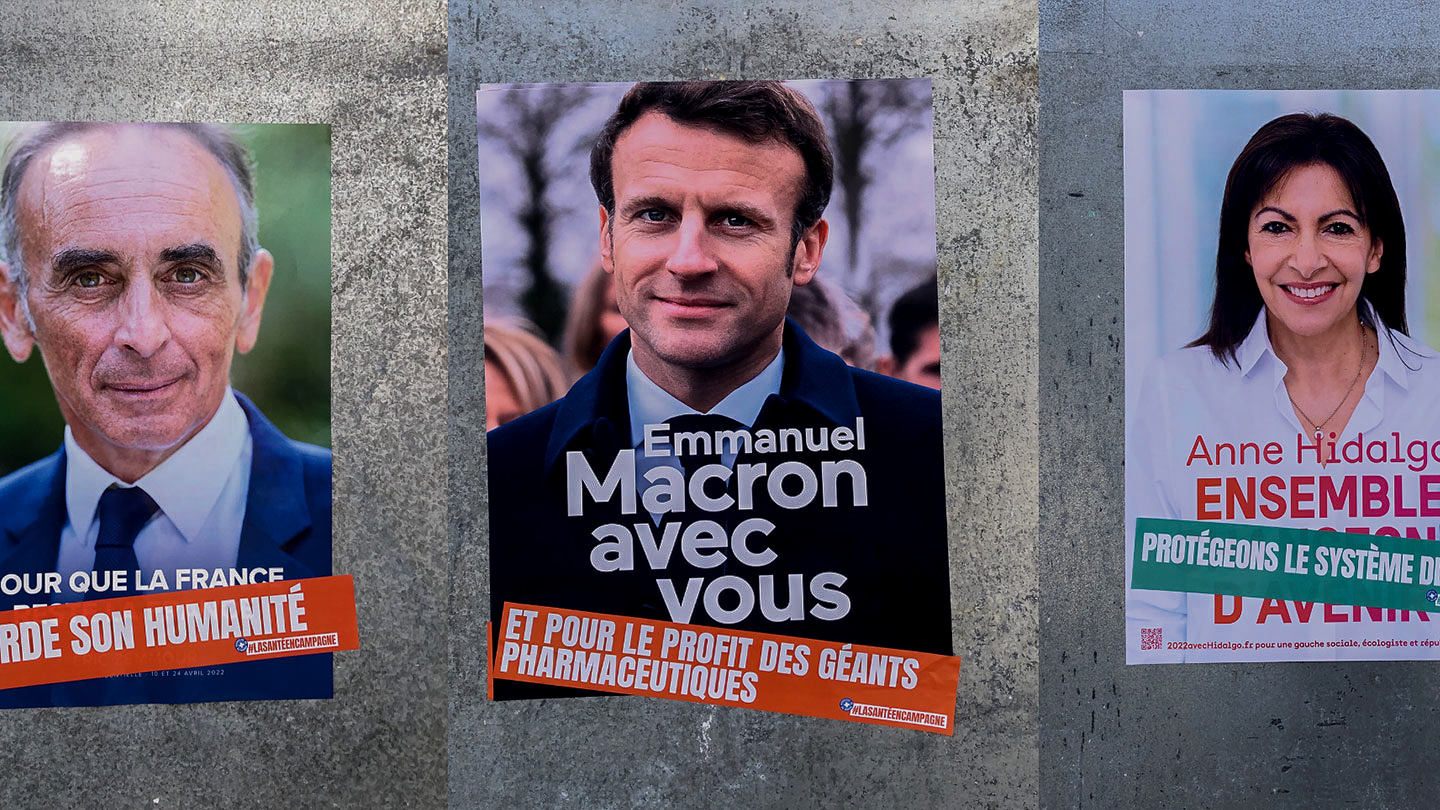 OUR QUE LA FRANCE
RDE SON HUMANITÉ
#LASANTÉENCAMPAGNE
10 ET 24 AVRIL 2022
Emmanuel
Macron
avec
vous
ET POUR LE PROFIT DES GÉANTS
PHARMACEUTIQUES
#LASANTÉENCAMPAGNE
Anne Hidalgo
ENSEMBLE
PROTÉGEONS LE SYSTÈME DE
D'AVENIR
2022avecHidalgo.fr pour une gauche sociale, écologiste et répu